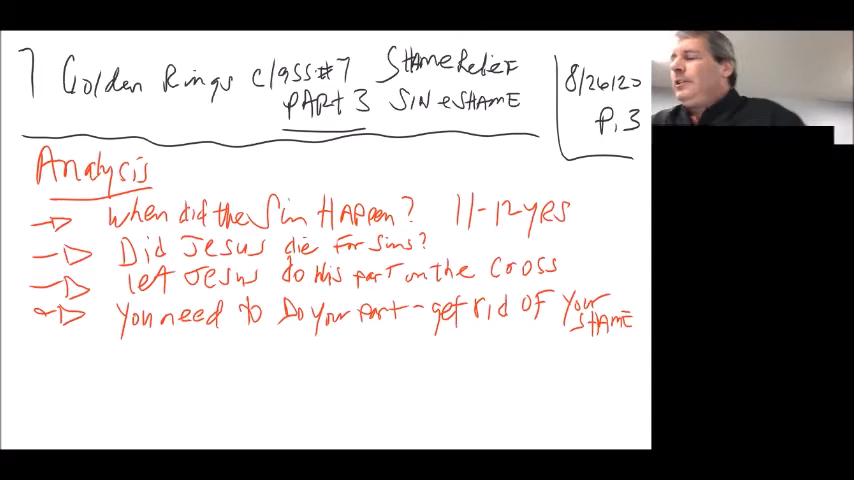 7 Golden Rings class#7 SHAME RELIEF
PART 3 SIN & SHAME
8/26/20
P.3
Analysis
→ When did the Sin HAPPEN? 11-12 YRS
→ Did JESUS die For Sins?
→ let JESUS do His part on the CROSS
→ You need to Do Your part - get rid OF Your
SHAME